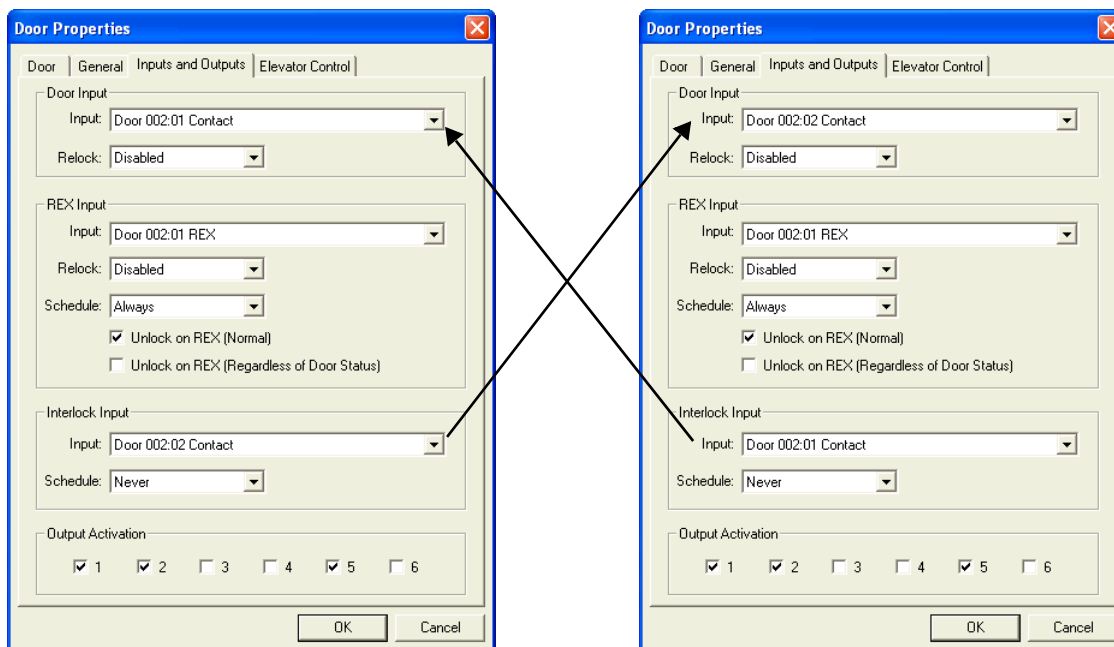 Door Properties
Door General Inputs and Outputs Elevator Control
Door Input
Input: Door 002:01 Contact
Relock: Disabled
REX Input
Input: Door 002:01 REX
Relock: Disabled
Schedule: Always
Unlock on REX (Normal)
Unlock on REX (Regardless of Door Status)
Interlock Input
Input: Door 002:02 Contact
Schedule: Never
Output Activation
1 2 3 4 5 6
OK Cancel
Door Properties
Door General Inputs and Outputs Elevator Control
Door Input
Input: Door 002:02 Contact
Relock: Disabled
REX Input
Input: Door 002:01 REX
Relock: Disabled
Schedule: Always
Unlock on REX (Normal)
Unlock on REX (Regardless of Door Status)
Interlock Input
Input: Door 002:01 Contact
Schedule: Never
Output Activation
1 2 3 4 5 6
OK Cancel